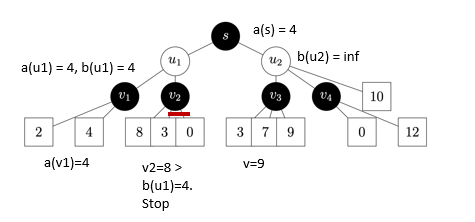 s
a(s) = 4
u1
u2
b(u2) = inf
a(u1) = 4, b(u1) = 4
v1
v2
v3
v4
10
2
4
8 3 0
3 7 9
0
12
a(v1)=4
v2=8 >
b(u1)=4.
Stop
v=9